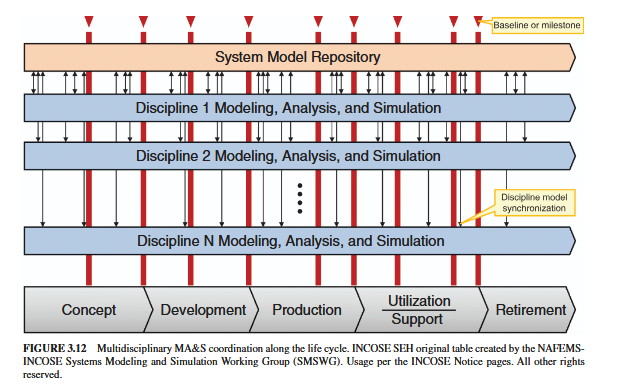 Baseline or milestone
System Model Repository
Discipline 1 Modeling, Analysis, and Simulation
Discipline 2 Modeling, Analysis, and Simulation
Discipline model
synchronization
Discipline N Modeling, Analysis, and Simulation
Concept
Development
Production
Utilization
Support
Retirement
FIGURE 3.12 Multidisciplinary MA&S coordination along the life cycle. INCOSE SEH original table created by the NAFEMS-
INCOSE Systems Modeling and Simulation Working Group (SMSWG). Usage per the INCOSE Notice pages. All other rights
reserved.